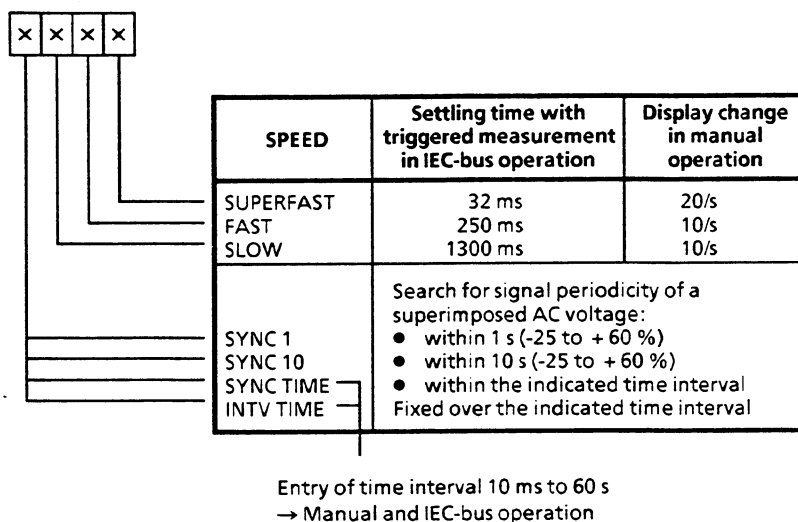 × × × ×
SPEED
Settling time with
triggered measurement
in IEC-bus operation
Display change
in manual
operation
SUPERFAST 32 ms 20/s
FAST 250 ms 10/s
SLOW 1300 ms 10/s
Search for signal periodicity of a
superimposed AC voltage:
SYNC 1 ● within 1 s (-25 to + 60 %)
SYNC 10 ● within 10 s (-25 to + 60 %)
SYNC TIME ● within the indicated time interval
INTV TIME Fixed over the indicated time interval
Entry of time interval 10 ms to 60 s
→ Manual and IEC-bus operation